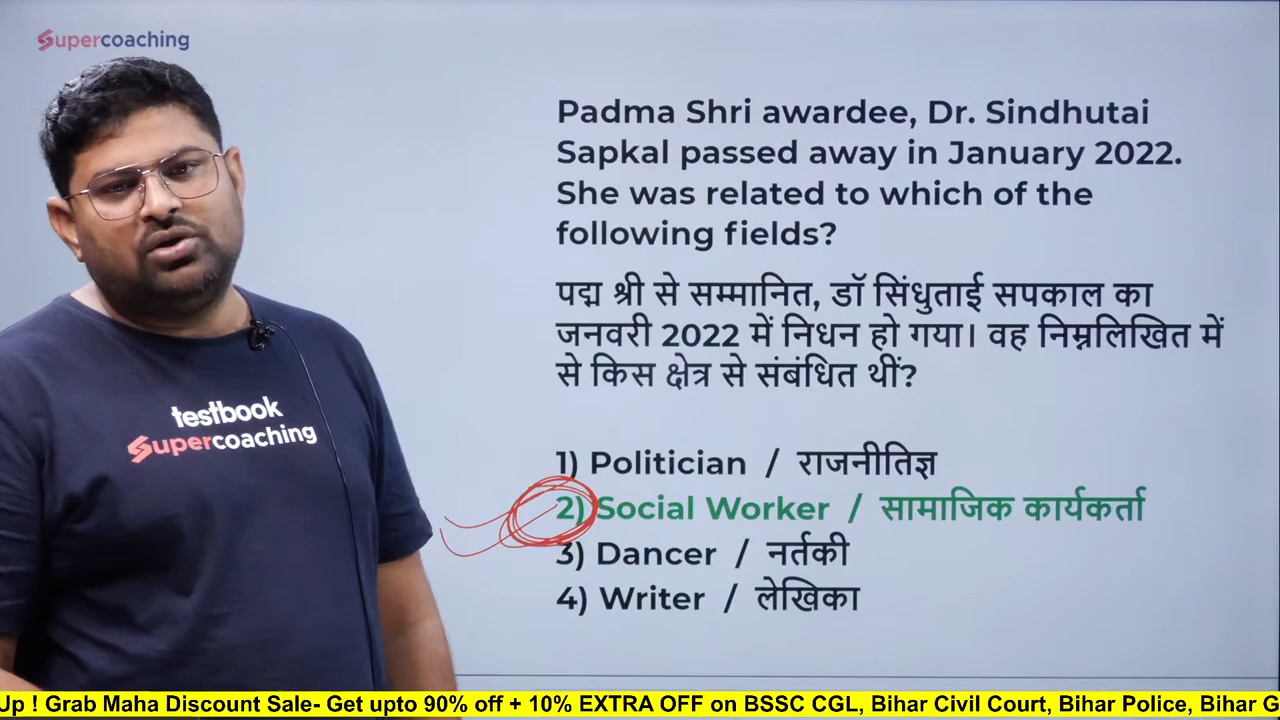 Supercoaching
Padma Shri awardee, Dr. Sindhutai
Sapkal passed away in January 2022.
She was related to which of the
following fields?
पद्म श्री से सम्मानित, डॉ सिंधुताई सपकाल का
जनवरी 2022 में निधन हो गया। वह निम्नलिखित में
से किस क्षेत्र से संबंधित थीं?
1) Politician / राजनीतिज्ञ
2) Social Worker / सामाजिक कार्यकर्ता
3) Dancer / नर्तकी
4) Writer / लेखिका
testbook
Supercoaching
Up ! Grab Maha Discount Sale- Get upto 90% off + 10% EXTRA OFF on BSSC CGL, Bihar Civil Court, Bihar Police, Bihar G